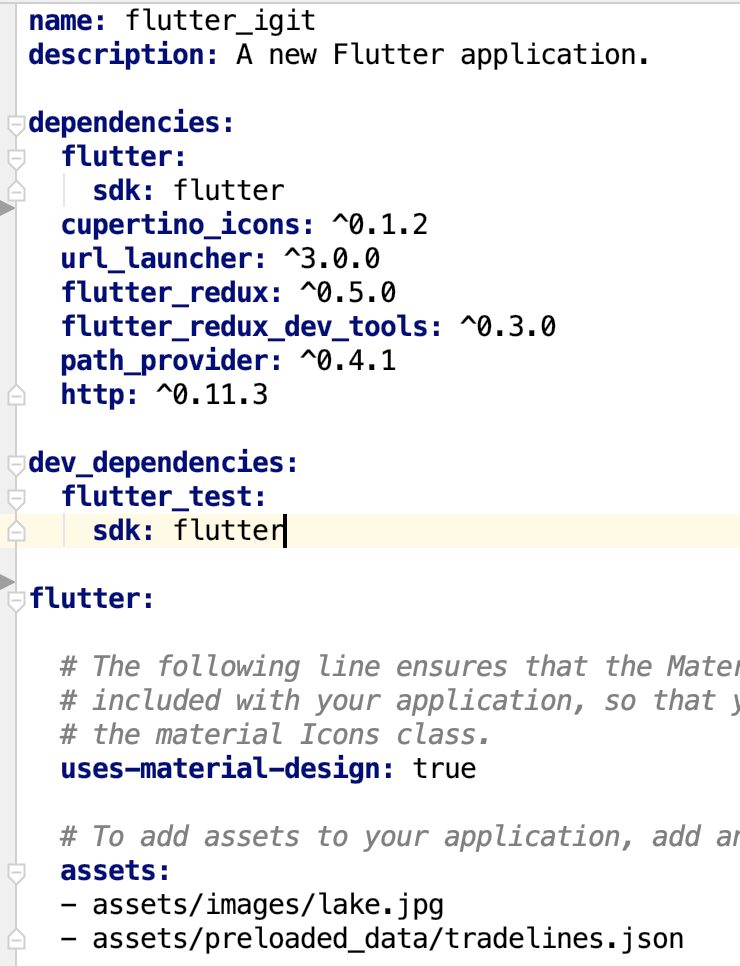 name: flutter_igit
description: A new Flutter application.
dependencies:
flutter:
sdk: flutter
cupertino_icons: ^0.1.2
url_launcher: ^3.0.0
flutter_redux: ^0.5.0
flutter_redux_dev_tools: ^0.3.0
path_provider: ^0.4.1
http: ^0.11.3
dev_dependencies:
flutter_test:
sdk: flutter
flutter:
# The following line ensures that the Mater
# included with your application, so that y
# the material Icons class.
uses-material-design: true
# To add assets to your application, add an
assets:
- assets/images/lake.jpg
- assets/preloaded_data/tradelines.json